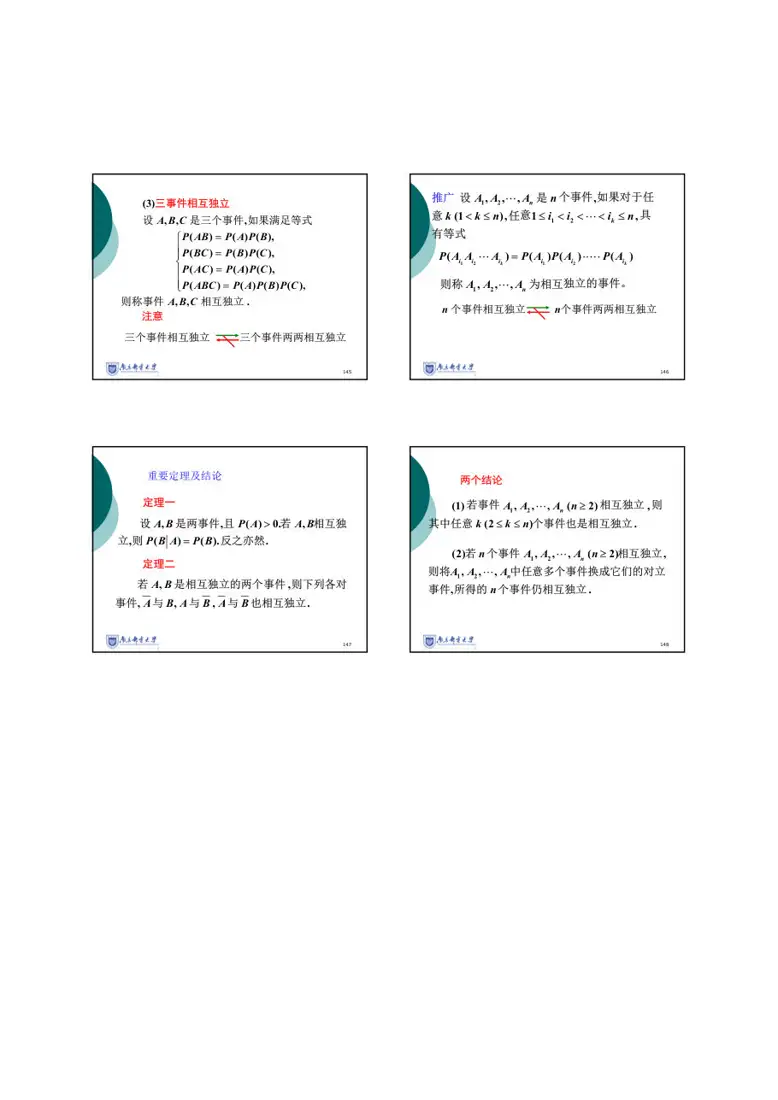 (3)三事件相互独立
设 A,B,C 是三个事件,如果满足等式
P(AB) = P(A)P(B),
P(BC) = P(B)P(C),
P(AC) = P(A)P(C),
P(ABC) = P(A)P(B)P(C),
则称事件 A,B,C 相互独立 .
注意
三个事件相互独立 三个事件两两相互独立
145
推广 设 A₁, A₂,⋯, Aₙ 是 n 个事件,如果对于任
意 k (1 < k ≤ n),任意1 ≤ i₁ < i₂ < ⋯ < iₖ ≤ n,具
有等式
P(A_{i₁} A_{i₂} ⋯ A_{iₖ}) = P(A_{i₁})P(A_{i₂})⋯⋯P(A_{iₖ})
则称 A₁, A₂,⋯, Aₙ 为相互独立的事件。
n 个事件相互独立 n个事件两两相互独立
146
重要定理及结论
定理一
设 A, B 是两事件,且 P(A) > 0.若 A, B相互独
立,则 P(B|A) = P(B).反之亦然.
定理二
若 A, B 是相互独立的两个事件,则下列各对
事件, A̅ 与 B, A 与 B̅ , A̅ 与 B̅ 也相互独立.
147
两个结论
(1) 若事件 A₁, A₂,⋯, Aₙ (n ≥ 2) 相互独立 ,则
其中任意 k (2 ≤ k ≤ n)个事件也是相互独立.
(2)若 n 个事件 A₁, A₂,⋯, Aₙ (n ≥ 2)相互独立,
则将A₁, A₂,⋯, Aₙ中任意多个事件换成它们的对立
事件,所得的 n 个事件仍相互独立.
148